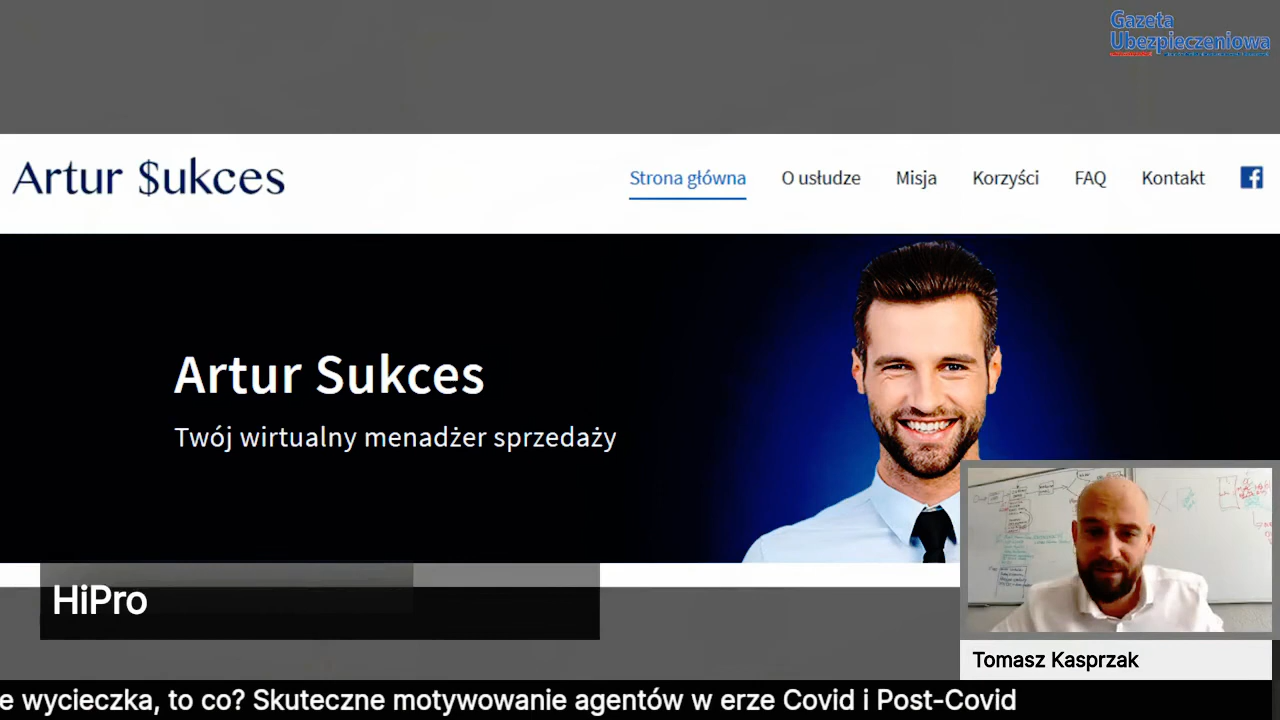 Gazeta
Ubezpieczeniowa
Artur $ukces
Strona główna
O usłudze
Misja
Korzyści
FAQ
Kontakt
Artur Sukces
Twój wirtualny menadżer sprzedaży
HiPro
Tomasz Kasprzak
e wycieczka, to co? Skuteczne motywowanie agentów w erze Covid i Post-Covid